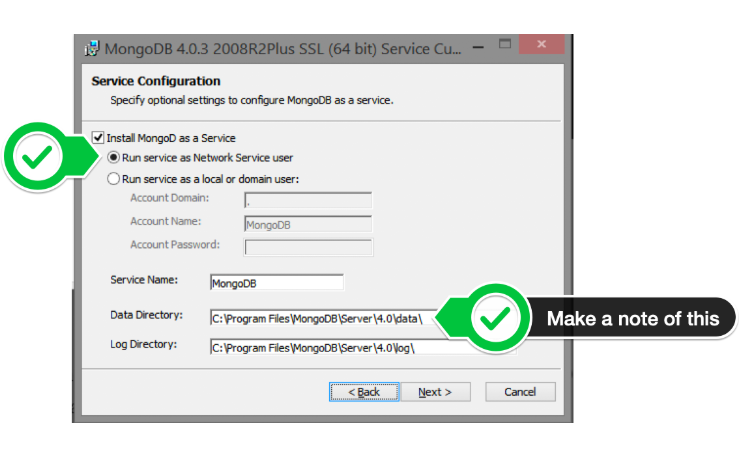 MongoDB 4.0.3 2008R2Plus SSL (64 bit) Service Cu...
Service Configuration
Specify optional settings to configure MongoDB as a service.
Install MongoD as a Service
Run service as Network Service user
Run service as a local or domain user:
Account Domain: .
Account Name: MongoDB
Account Password:
Service Name: MongoDB
Data Directory: C:\Program Files\MongoDB\Server\4.0\data\ Make a note of this
Log Directory: C:\Program Files\MongoDB\Server\4.0\log\
< Back Next > Cancel